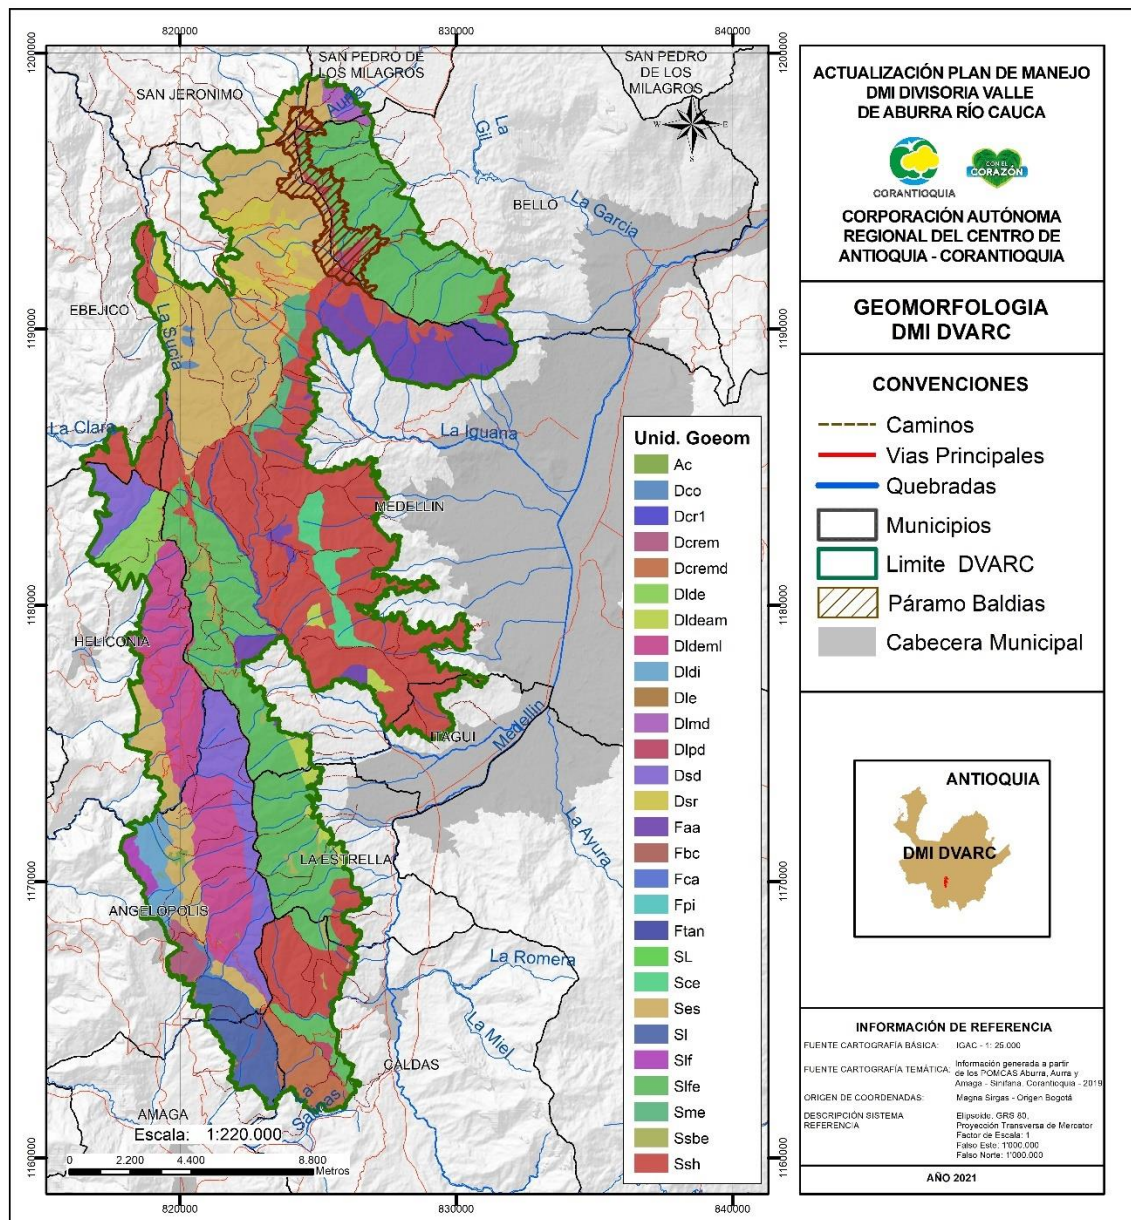 820000
830000
840000
1200000
1190000
1180000
1170000
1160000
SAN PEDRO DE
LOS MILAGROS
SAN PEDRO
DE LOS
MILAGROS
SAN JERONIMO
Aurra
La
Gil
W
E
S
BELLO
La Garcia
EBEJICO
La Sucia
La Clara
La Iguana
MEDELLIN
HELICONIA
ITAGUI
Medellin
La Ayura
LA ESTRELLA
ANGELOPOLIS
La Romera
La Miel
CALDAS
AMAGA
Escala: 1:220.000
0 2.200 4.400 8.800
Metros
820000
830000
840000
1200000
1190000
1180000
1170000
1160000
Unid. Goeom
Ac
Dco
Dcr1
Dcrem
Dcremd
Dlde
Dldeam
Dldeml
Dldi
Dle
Dlmd
Dlpd
Dsd
Dsr
Faa
Fbc
Fca
Fpi
Ftan
SL
Sce
Ses
Sl
Slf
Slfe
Sme
Ssbe
Ssh
ACTUALIZACIÓN PLAN DE MANEJO
DMI DIVISORIA VALLE
DE ABURRA RÍO CAUCA
CORANTIOQUIA
CON EL
CORAZÓN
CORPORACIÓN AUTÓNOMA
REGIONAL DEL CENTRO DE
ANTIOQUIA - CORANTIOQUIA
GEOMORFOLOGIA
DMI DVARC
CONVENCIONES
Caminos
Vias Principales
Quebradas
Municipios
Limite DVARC
Páramo Baldias
Cabecera Municipal
ANTIOQUIA
DMI DVARC
INFORMACIÓN DE REFERENCIA
FUENTE CARTOGRAFÍA BÁSICA: IGAC - 1: 25.000
FUENTE CARTOGRAFÍA TEMÁTICA: Información generada a partir
de los POMCAS Aburra, Aurra y
Amaga - Sinifana. Corantioquia - 2019
ORIGEN DE COORDENADAS: Magna Sirgas - Origen Bogotá
DESCRIPCIÓN SISTEMA
REFERENCIA
Elipsoide. GRS 80,
Proyección Transversa de Mercator
Factor de Escala: 1
Falso Este: 1'000.000
Falso Norte: 1'000.000
AÑO 2021